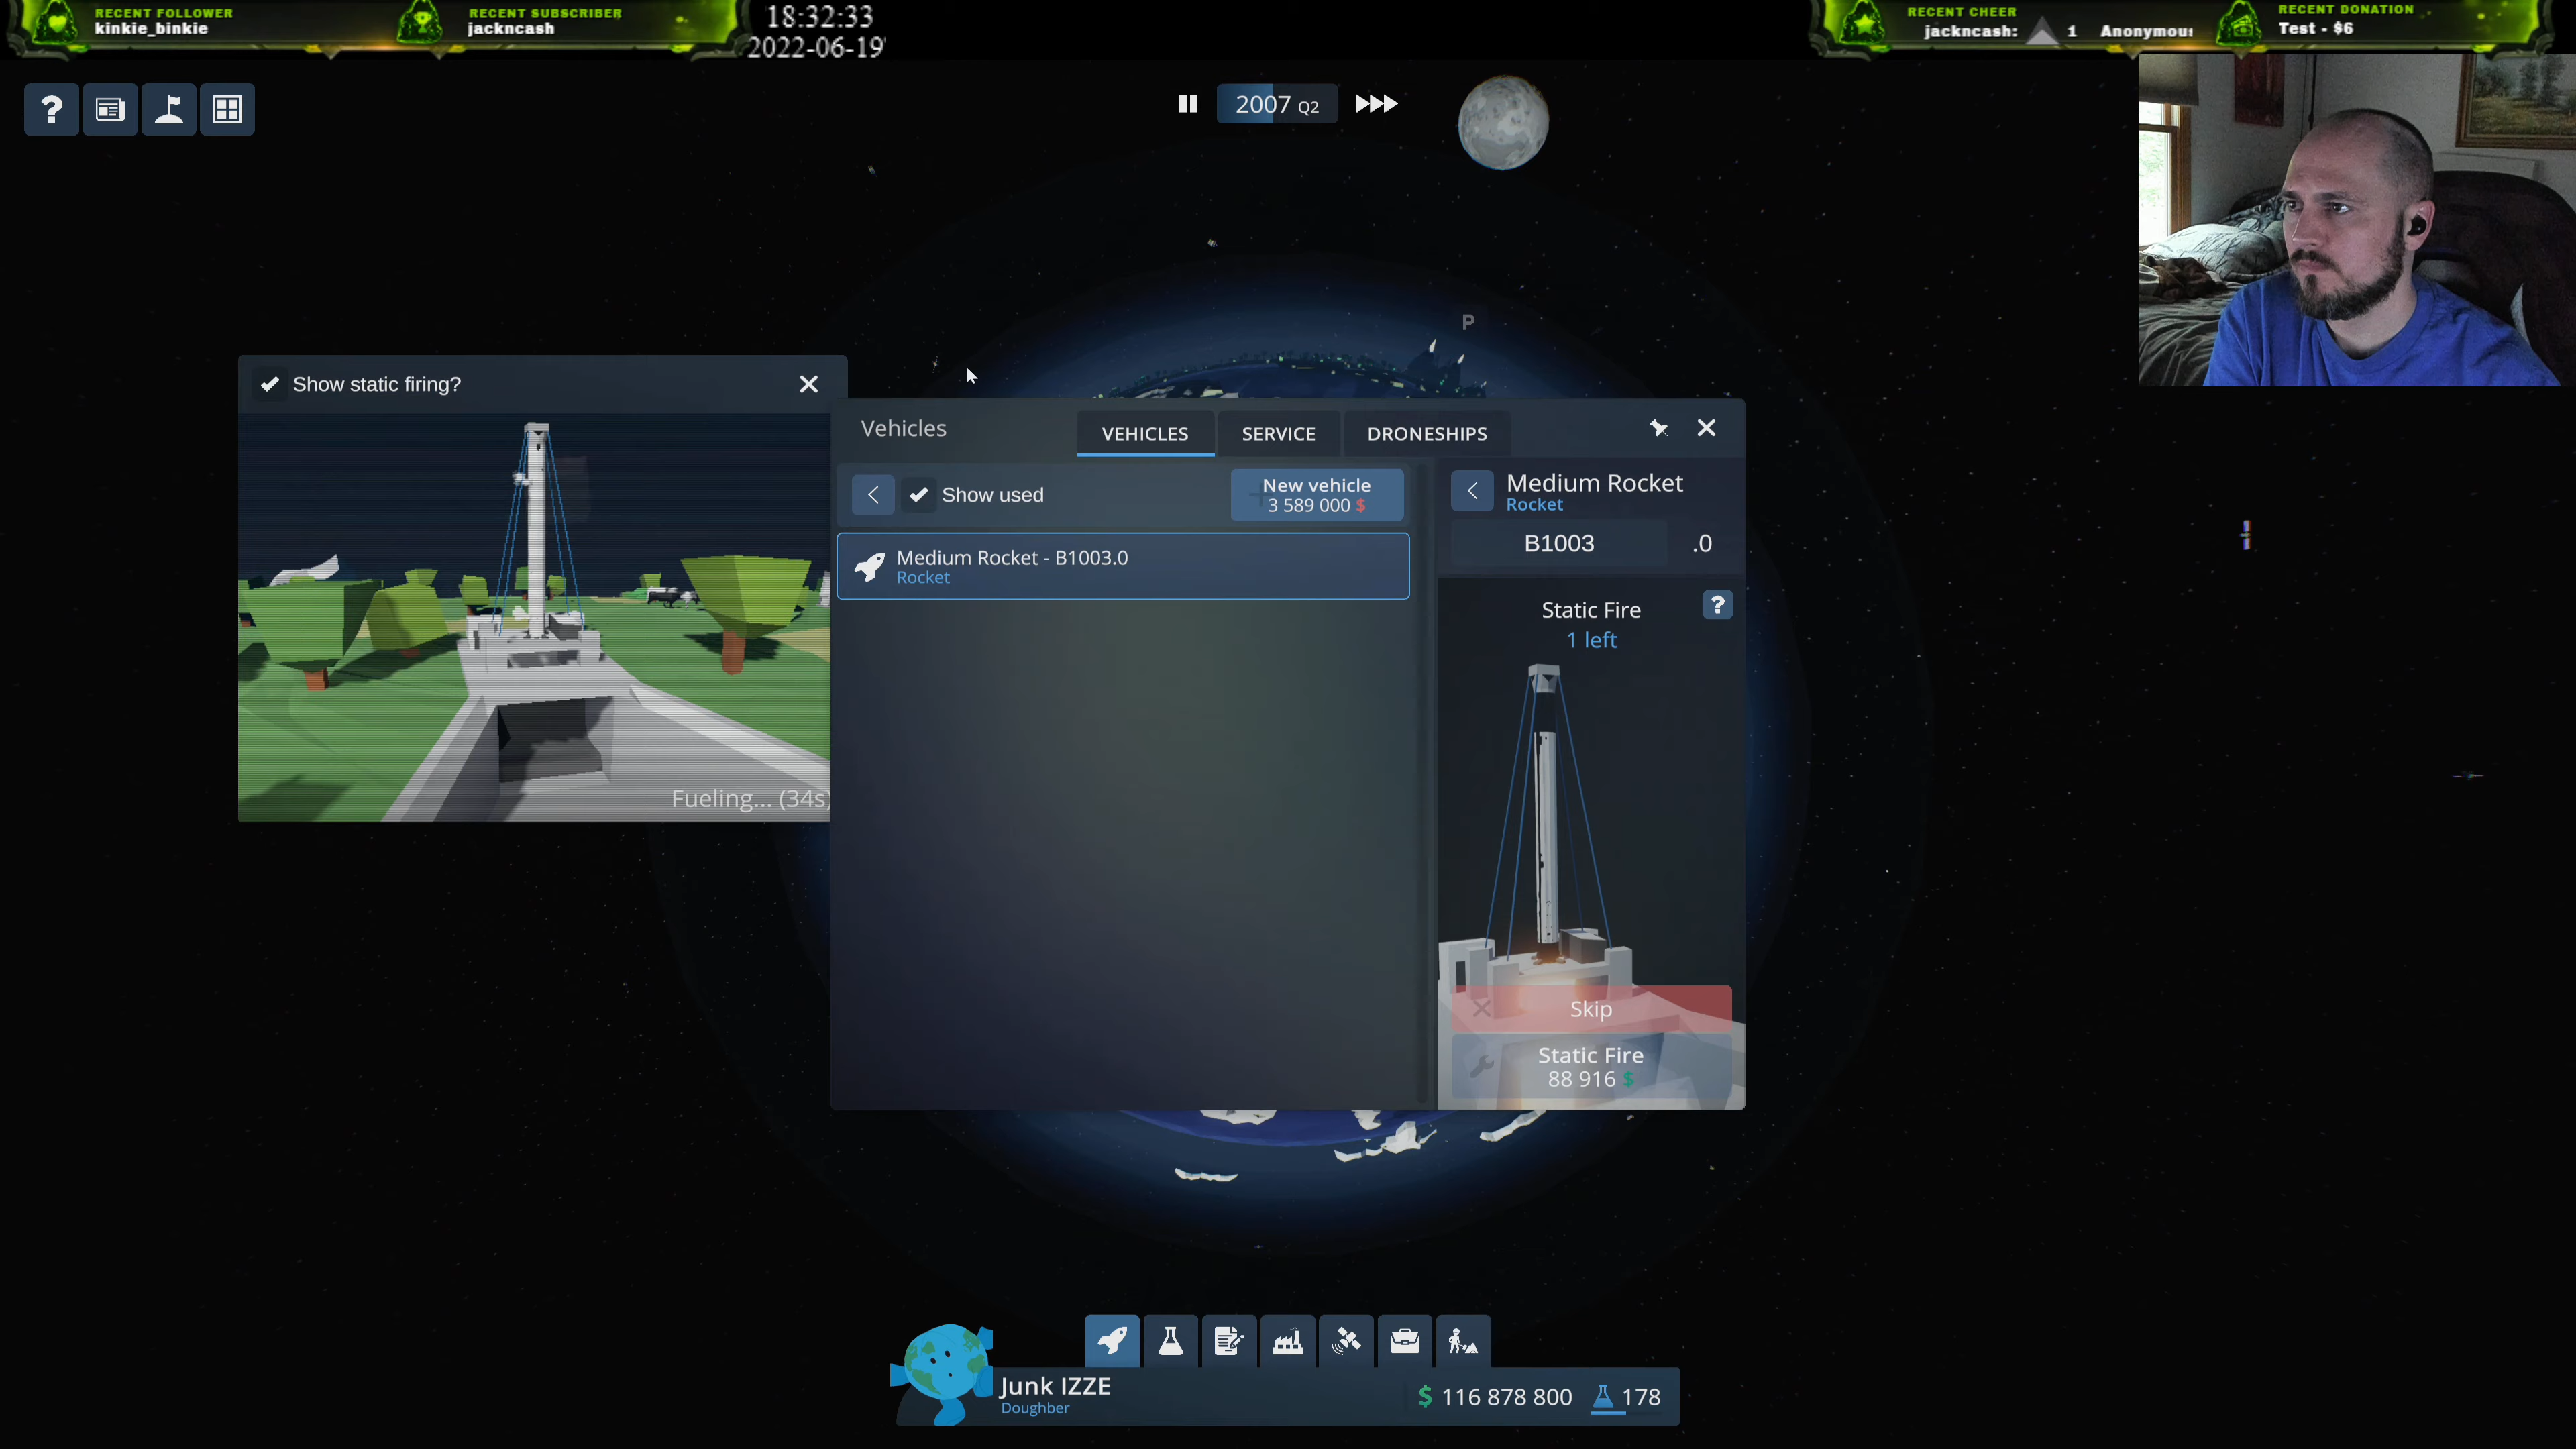 RECENT FOLLOWER
kinkie_binkie
RECENT SUBSCRIBER
jackncash
18:32:33
2022-06-19
RECENT CHEER
jackncash: 1 Anonymous
RECENT DONATION
Test - $6
?
2007 Q2
P
Show static firing?
Fueling... (34s)
Vehicles
VEHICLES
SERVICE
DRONESHIPS
Show used
New vehicle
3 589 000 $
Medium Rocket - B1003.0
Rocket
Medium Rocket
Rocket
B1003 .0
Static Fire
1 left
?
Skip
Static Fire
88 916 $
Junk IZZE
Doughber
$ 116 878 800
178